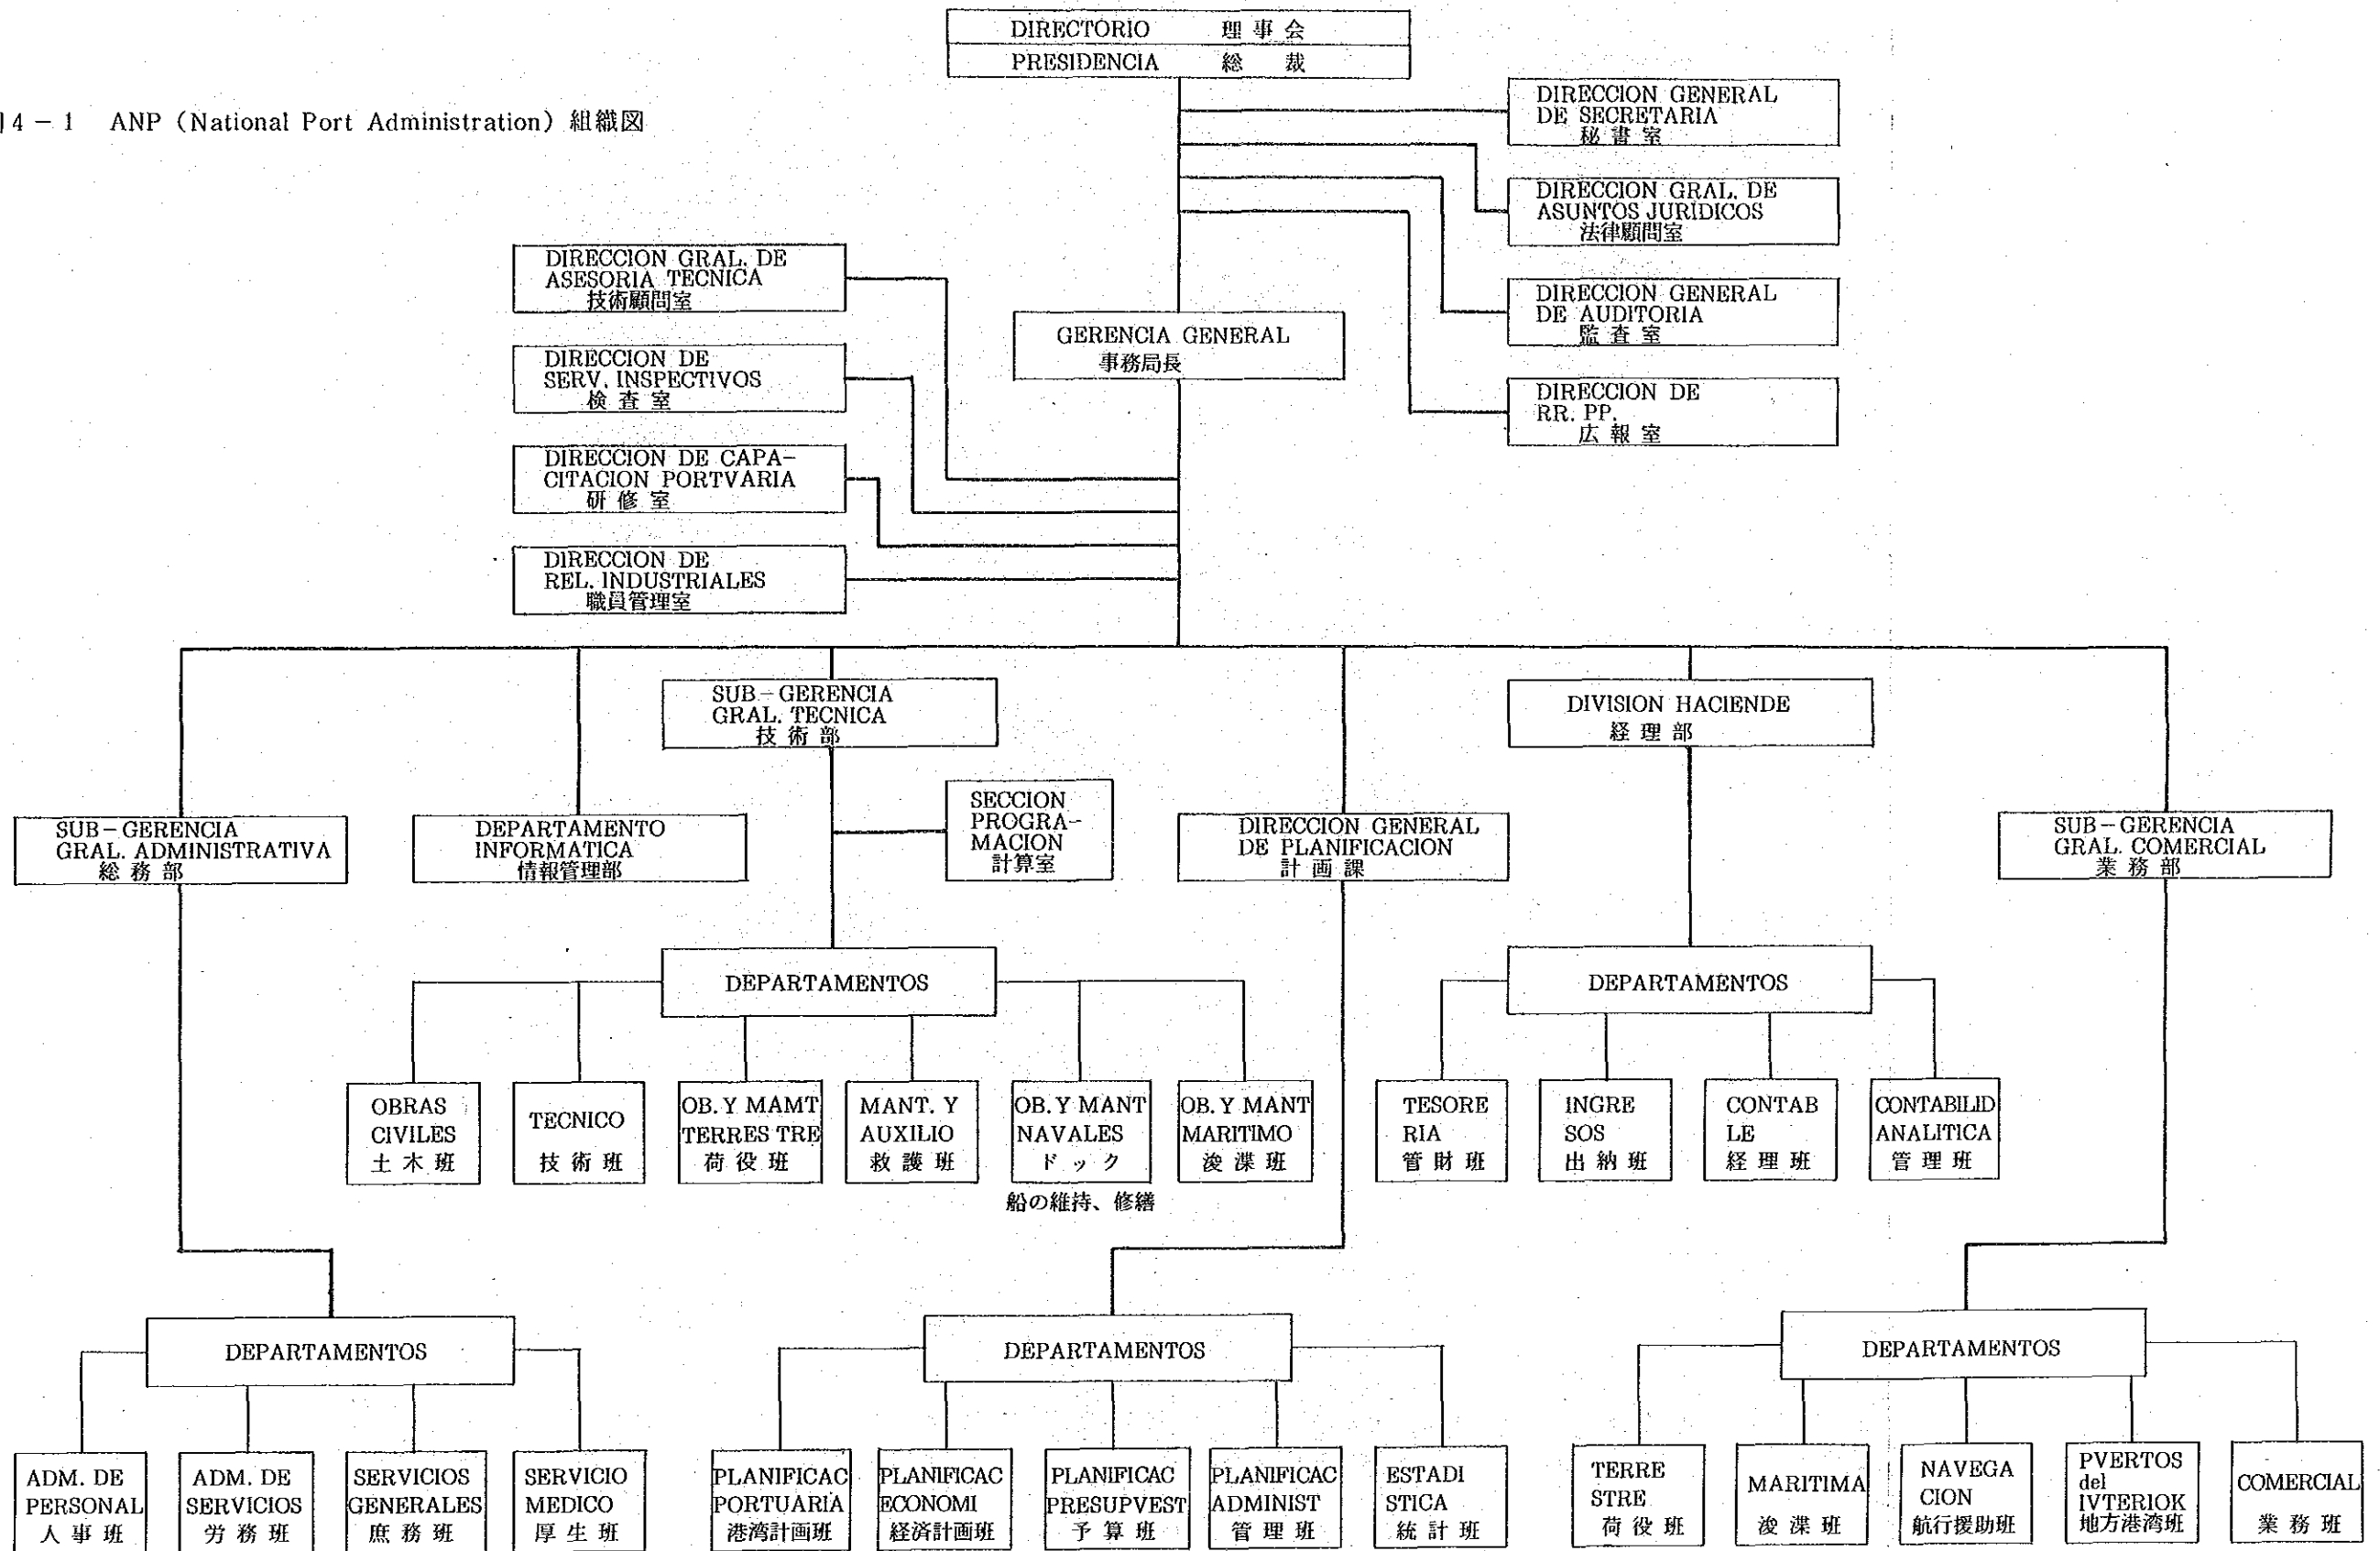 DIRECTORIO 理事会
PRESIDENCIA 総裁
4-1 ANP (National Port Administration) 組織図
DIRECCION GENERAL
DE SECRETARIA
秘書室
DIRECCION GRAL. DE
ASUNTOS JURIDICOS
法律顧問室
DIRECCION GENERAL
DE AUDITORIA
監査室
DIRECCION DE
RR. PP.
広報室
DIRECCION GRAL. DE
ASESORIA TECNICA
技術顧問室
DIRECCION DE
SERV. INSPECTIVOS
検査室
DIRECCION DE CAPA-
CITACION PORTVARIA
研修室
DIRECCION DE
REL. INDUSTRIALES
職員管理室
GERENCIA GENERAL
事務局長
SUB-GERENCIA
GRAL. TECNICA
技術部
DIVISION HACIENDE
経理部
SUB-GERENCIA
GRAL. ADMINISTRATIVA
総務部
DEPARTAMENTO
INFORMATICA
情報管理部
SECCION
PROGRA-
MACION
計算室
DIRECCION GENERAL
DE PLANIFICACION
計画課
SUB-GERENCIA
GRAL. COMERCIAL
業務部
DEPARTAMENTOS
DEPARTAMENTOS
OBRAS
CIVILES
土木班
TECNICO
技術班
OB. Y MAMT
TERRES TRE
荷役班
MANT. Y
AUXILIO
救護班
OB. Y MANT
NAVALES
ドック
船の維持、修繕
OB. Y MANT
MARITIMO
浚渫班
TESORE
RIA
管財班
INGRE
SOS
出納班
CONTAB
LE
経理班
CONTABILID
ANALITICA
管理班
DEPARTAMENTOS
DEPARTAMENTOS
DEPARTAMENTOS
ADM. DE
PERSONAL
人事班
ADM. DE
SERVICIOS
労務班
SERVICIOS
GENERALES
庶務班
SERVICIO
MEDICO
厚生班
PLANIFICAC
PORTUARIA
港湾計画班
PLANIFICAC
ECONOMI
経済計画班
PLANIFICAC
PRESUPVEST
予算班
PLANIFICAC
ADMINIST
管理班
ESTADI
STICA
統計班
TERRE
STRE
荷役班
MARITIMA
浚渫班
NAVEGA
CION
航行援助班
PVERTOS
del
IVTERIOK
地方港湾班
COMERCIAL
業務班